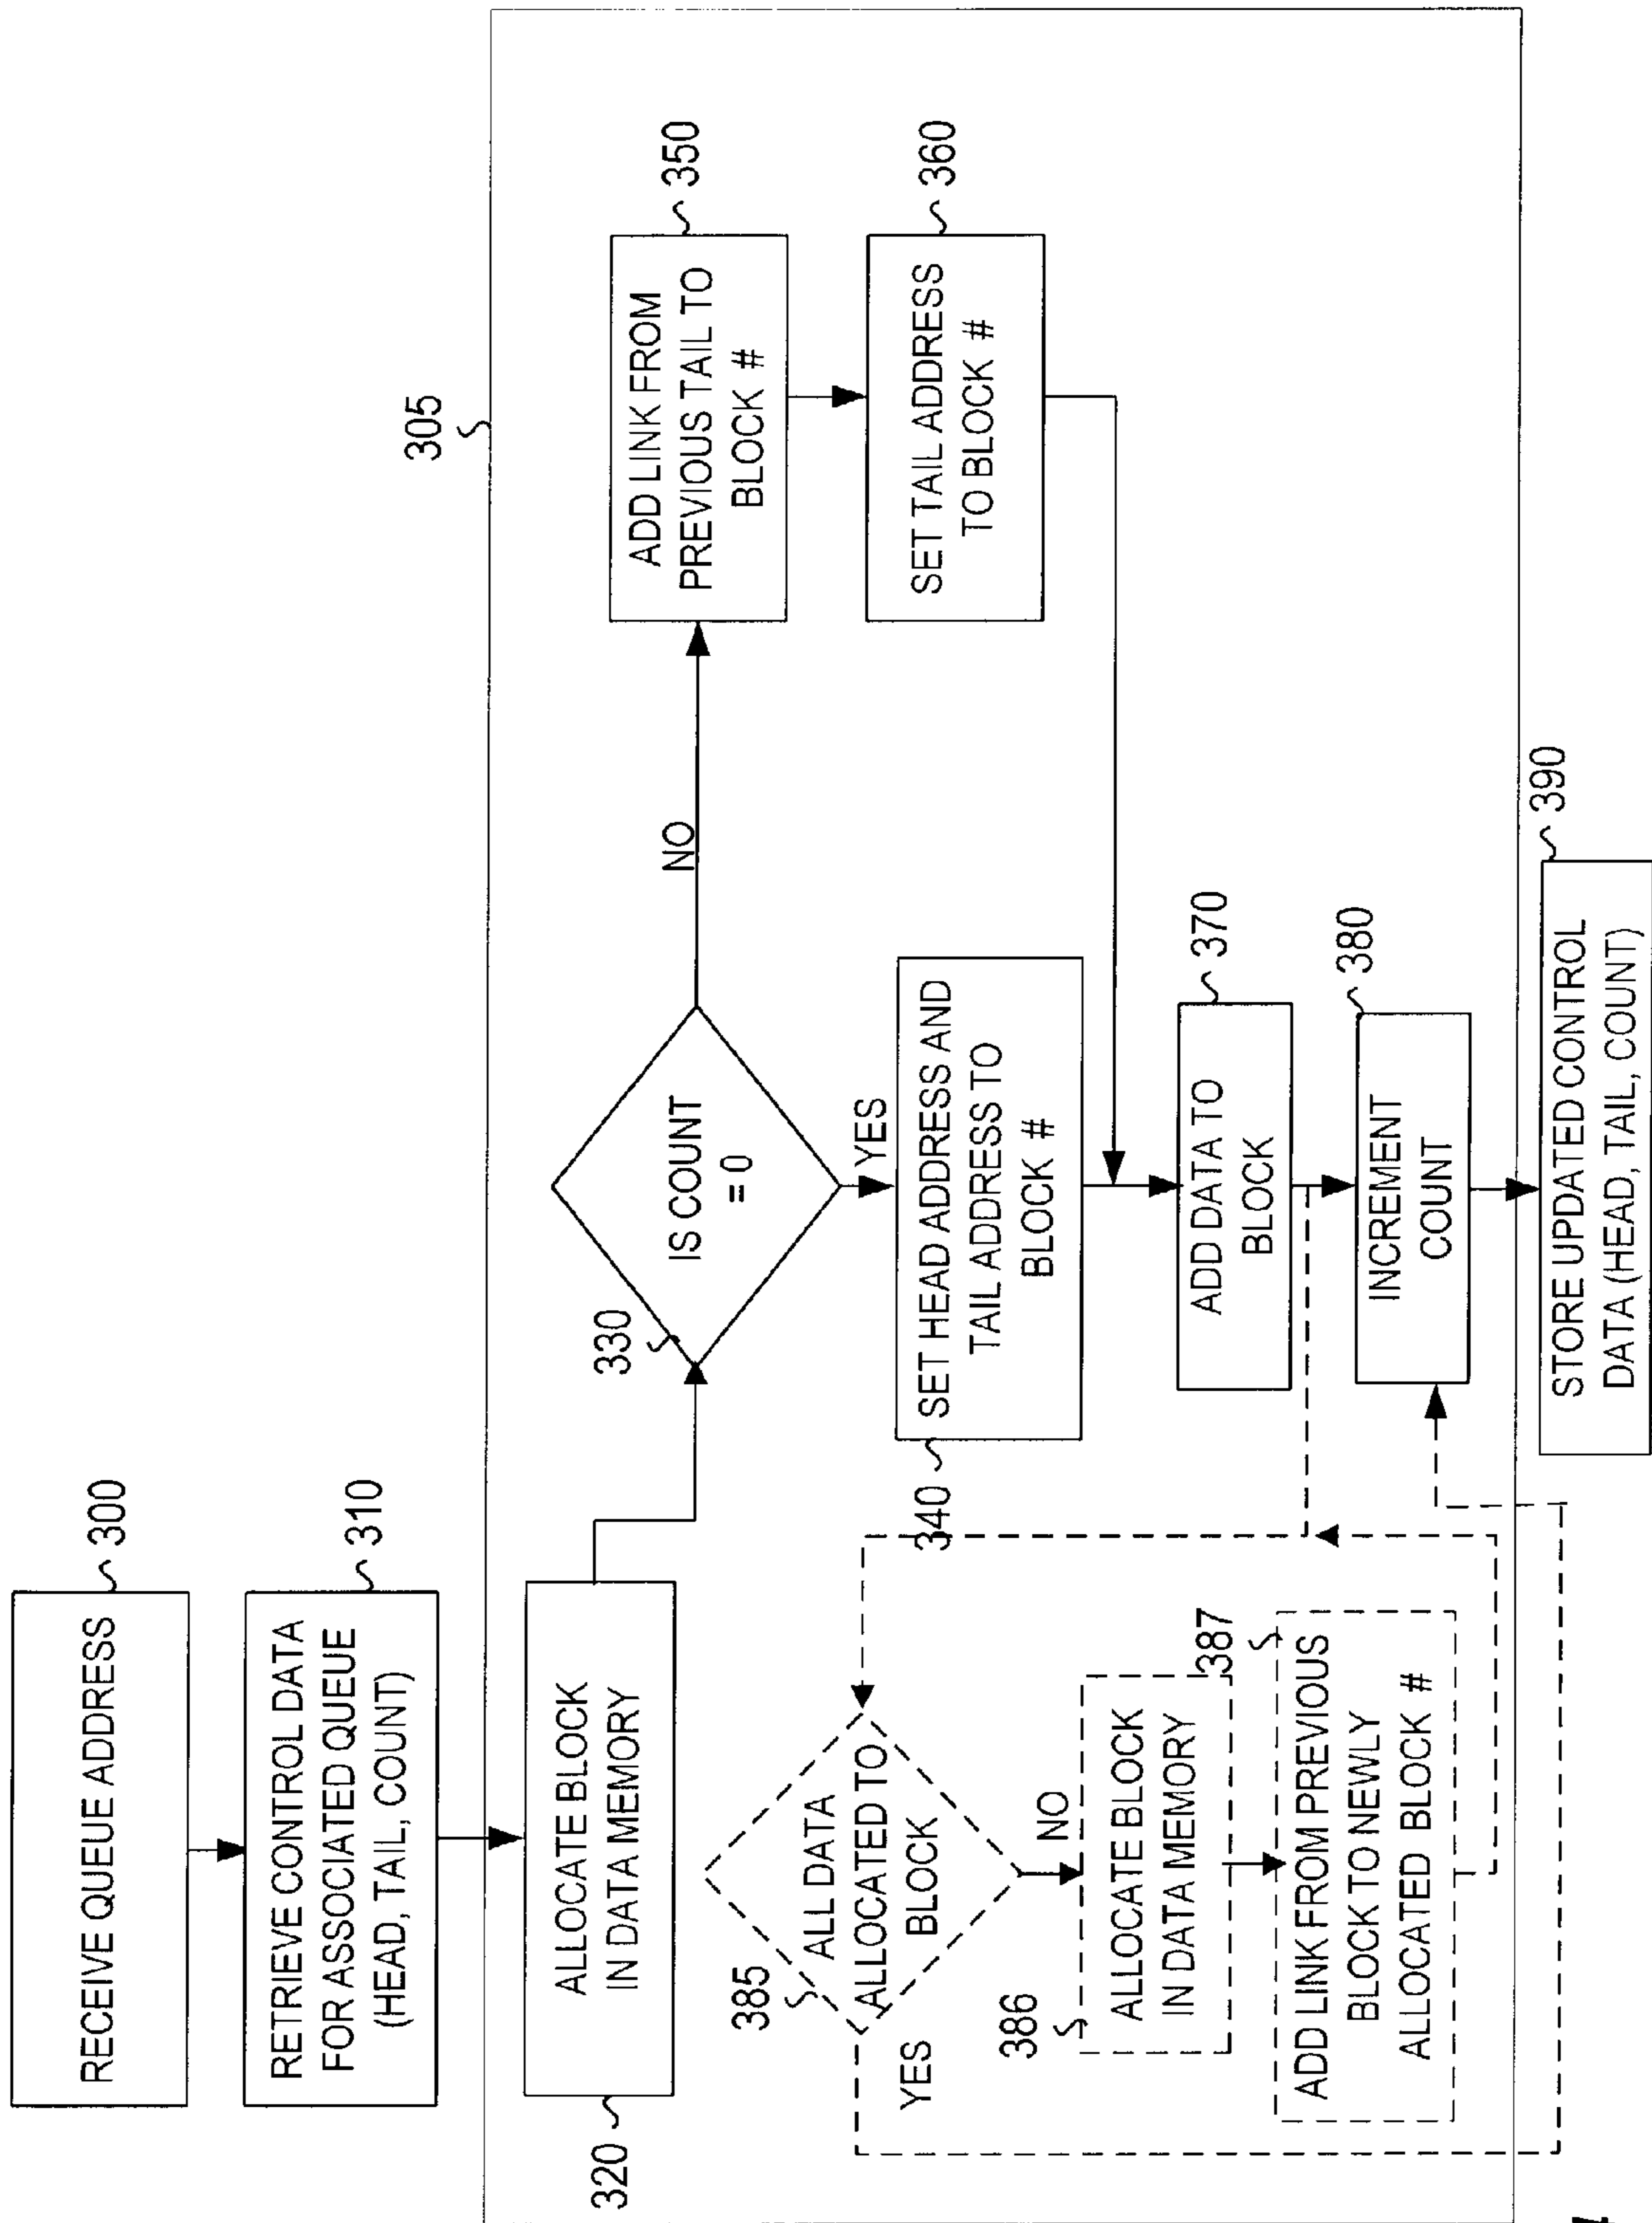 RECEIVE QUEUE ADDRESS
300
RETRIEVE CONTROL DATA
FOR ASSOCIATED QUEUE
(HEAD, TAIL, COUNT)
310
305
ALLOCATE BLOCK
IN DATA MEMORY
320
IS COUNT
= 0
330
NO
YES
ADD LINK FROM
PREVIOUS TAIL TO
BLOCK #
350
SET TAIL ADDRESS
TO BLOCK #
360
SET HEAD ADDRESS AND
TAIL ADDRESS TO
BLOCK #
340
ADD DATA TO
BLOCK
370
INCREMENT
COUNT
380
ALL DATA
ALLOCATED TO
BLOCK
385
YES
NO
ALLOCATE BLOCK
IN DATA MEMORY
386
ADD LINK FROM PREVIOUS
BLOCK TO NEWLY
ALLOCATED BLOCK #
387
STORE UPDATED CONTROL
DATA (HEAD, TAIL, COUNT)
390